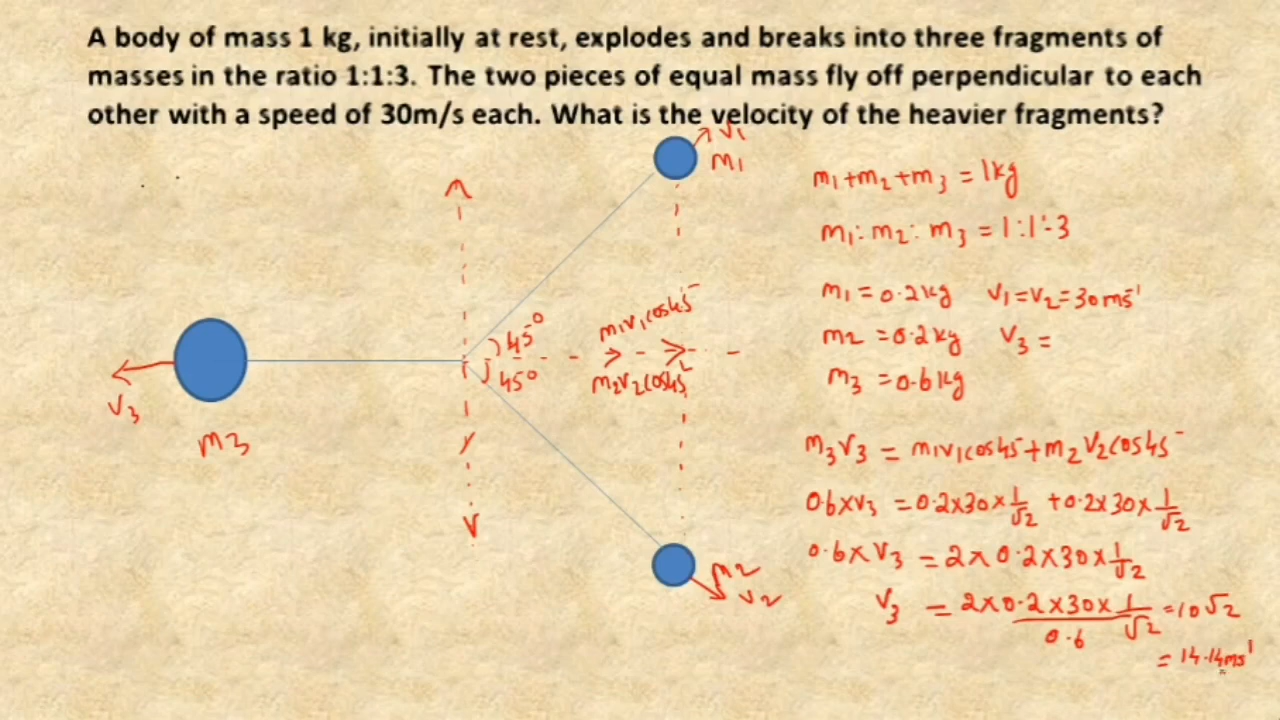 A body of mass 1 kg, initially at rest, explodes and breaks into three fragments of
masses in the ratio 1:1:3. The two pieces of equal mass fly off perpendicular to each
other with a speed of 30m/s each. What is the velocity of the heavier fragments?
V1
m1
m1+m2+m3 = 1kg
m1:m2:m3 = 1:1:3
m1 = 0.2kg V1=V2=30ms-1
m2 = 0.2kg V3 =
m3 = 0.6kg
m1v1cos45
45°
45°
m2v2cos45
V3
m3
m3V3 = m1v1cos45+m2V2cos45
0.6xV3 = 0.2x30x1/√2 +0.2x30x1/√2
0.6xV3 = 2x0.2x30x1/√2
m2
V2
V3 = 2x0.2x30x1/0.6 √2 =10√2
= 14.14ms1